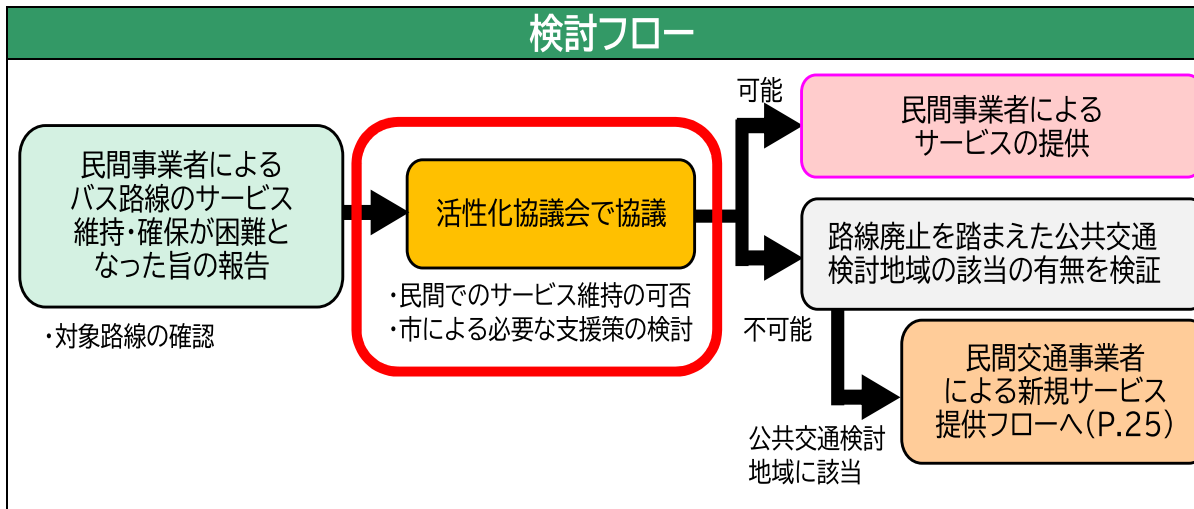 検討フロー
民間事業者による
バス路線のサービス
維持・確保が困難と
なった旨の報告
・対象路線の確認
活性化協議会で協議
・民間でのサービス維持の可否
・市による必要な支援策の検討
可能
民間事業者による
サービスの提供
路線廃止を踏まえた公共交通
検討地域の該当の有無を検証
不可能
民間交通事業者
による新規サービス
提供フローへ(P.25)
公共交通検討
地域に該当